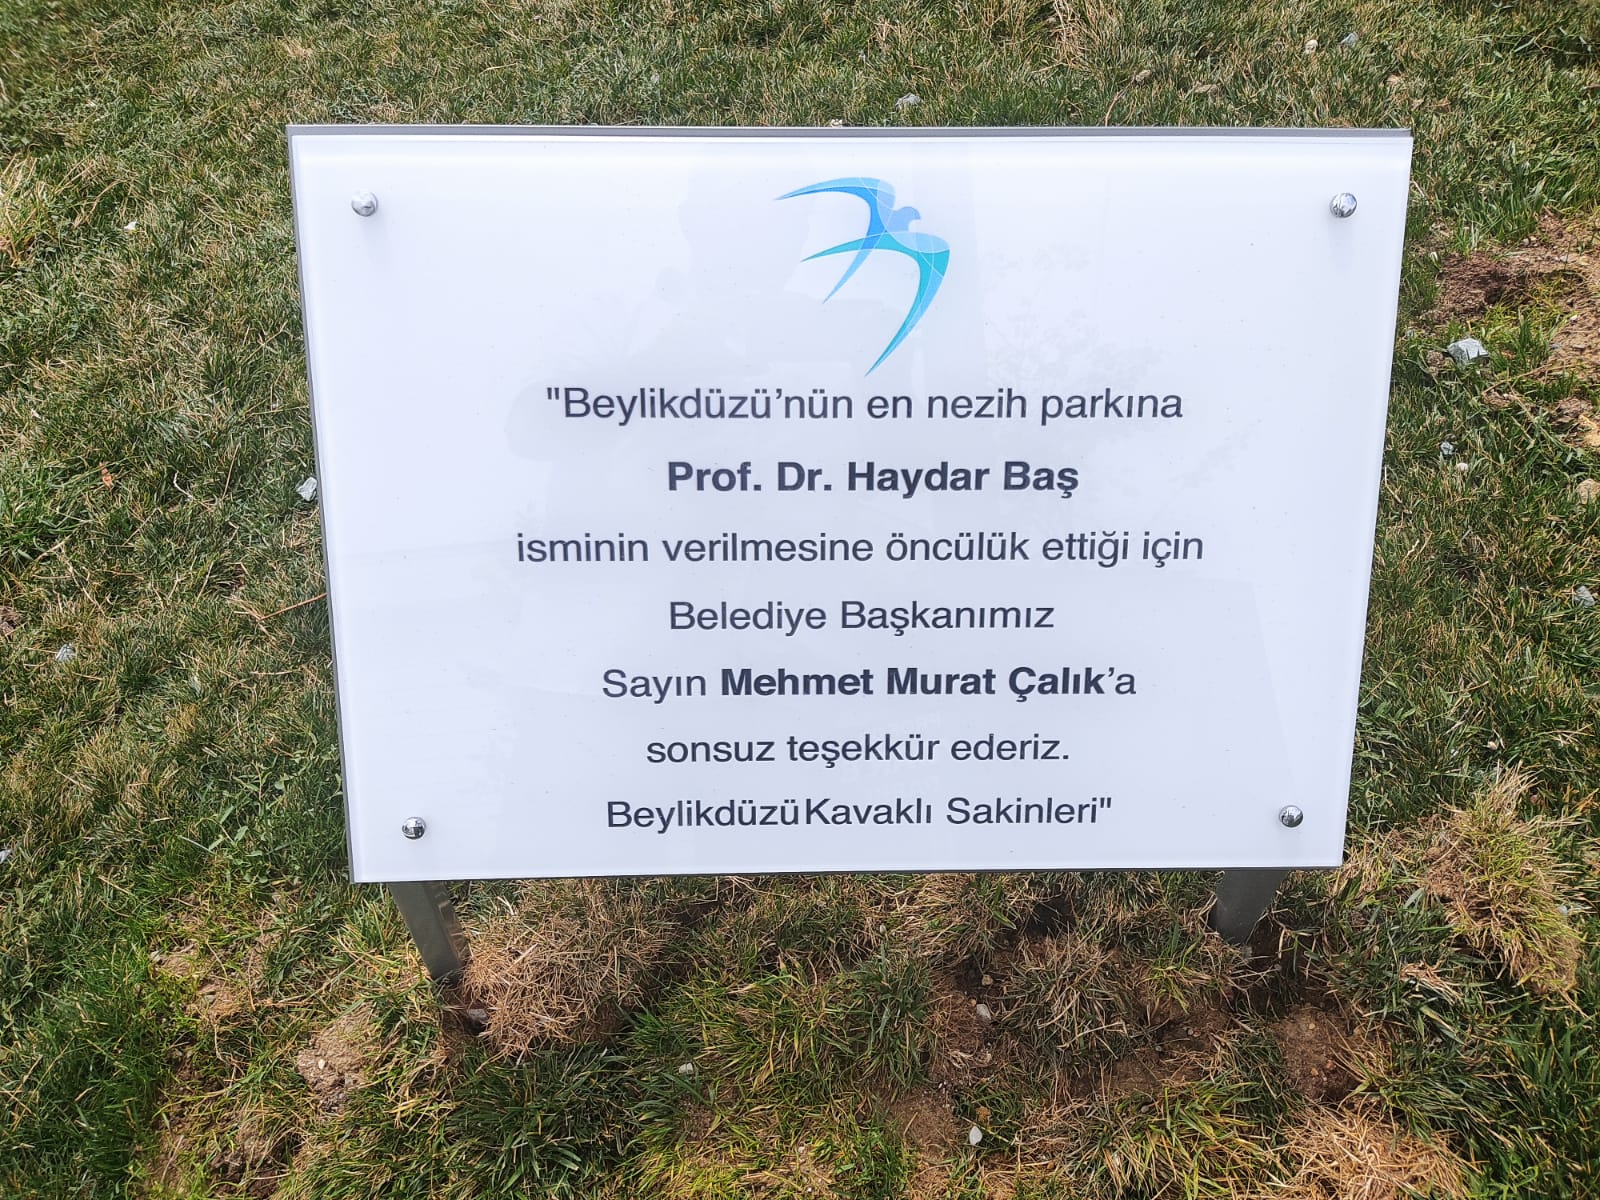 "Beylikdüzü’nün en nezih parkına
Prof. Dr. Haydar Baş
isminin verilmesine öncülük ettiği için
Belediye Başkanımız
Sayın Mehmet Murat Çalık’a
sonsuz teşekkür ederiz.
Beylikdüzü Kavaklı Sakinleri"